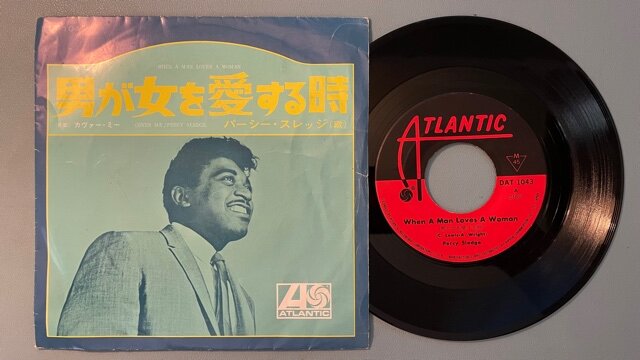 WHEN A MAN LOVES A WOMAN
男が女を愛する時
カヴァー・ミー
COVER ME / PERCY SLEDGE
パーシー・スレッジ(歌)
ATLANTIC
ATLANTIC
M
45
DAT-1043
When A Man Loves A Woman
Percy Sledge